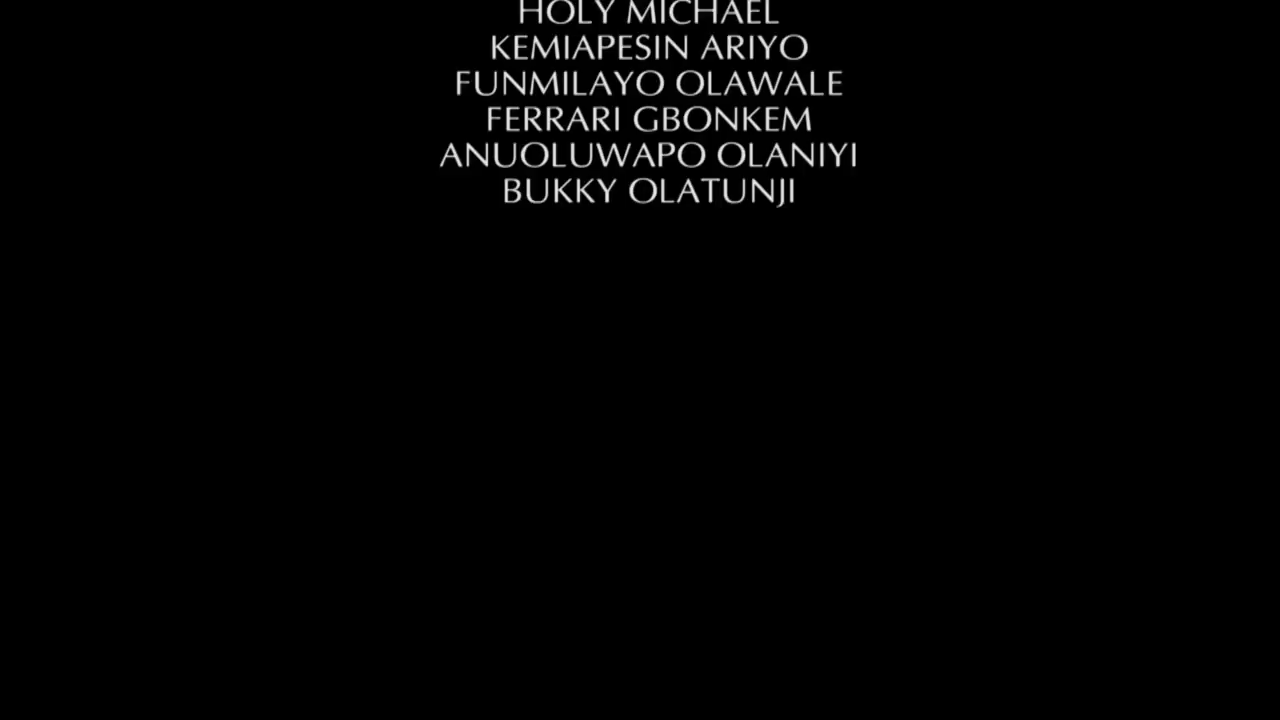 HOLY MICHAEL
KEMIAPESIN ARIYO
FUNMILAYO OLAWALE
FERRARI GBONKEM
ANUOLUWAPO OLANIYI
BUKKY OLATUNJI